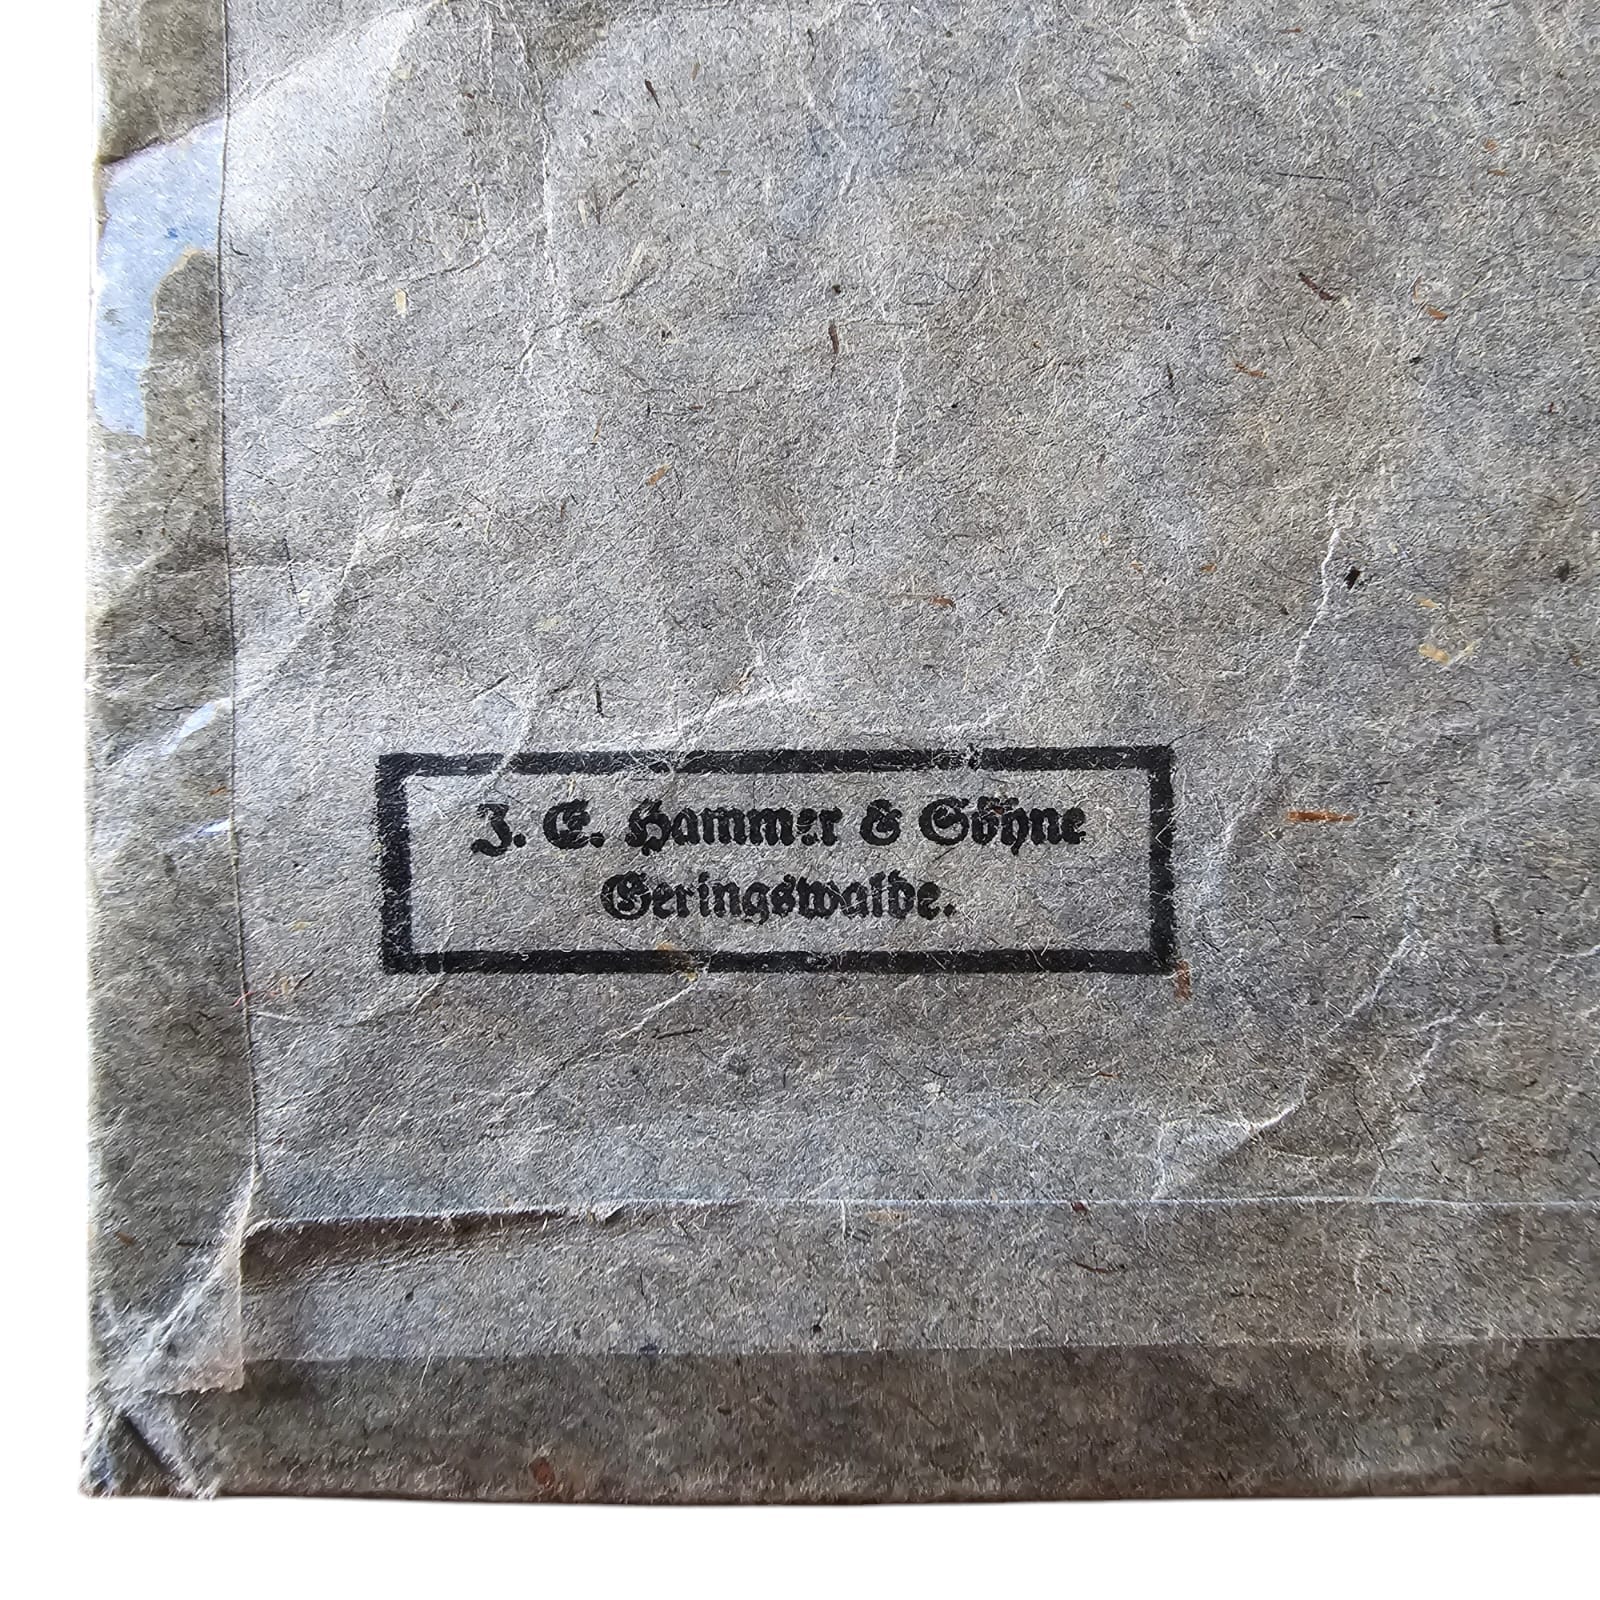 J. E. Hammer & Söhne
Geringswalde.